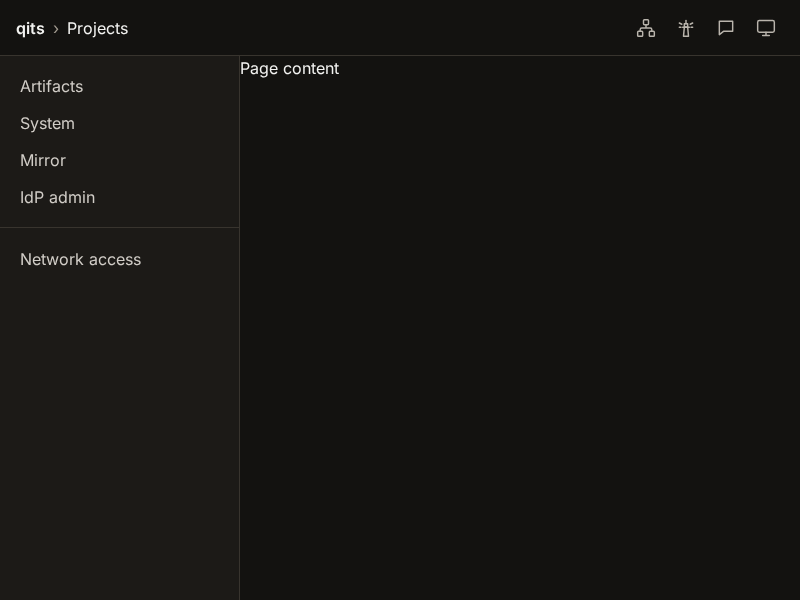 qits › Projects
Artifacts
System
Mirror
IdP admin
Network access
Page content